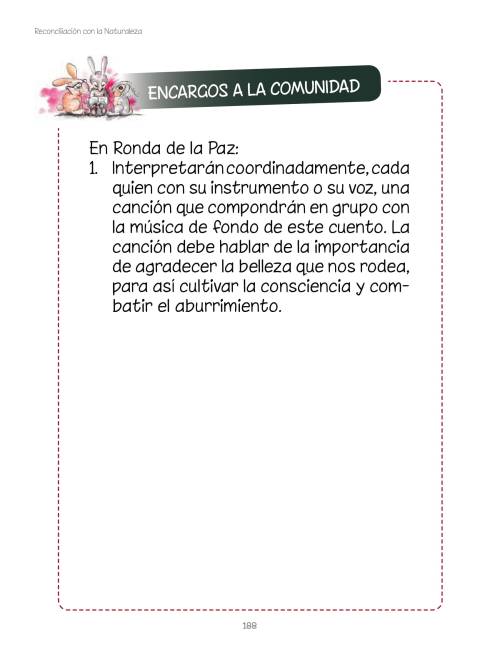 Reconciliación con la Naturaleza
ENCARGOS A LA COMUNIDAD
En Ronda de la Paz:
1. Interpretarán coordinadamente, cada
quien con su instrumento o su voz, una
canción que compondrán en grupo con
la música de fondo de este cuento. La
canción debe hablar de la importancia
de agradecer la belleza que nos rodea,
para así cultivar la consciencia y com-
batir el aburrimiento.
188